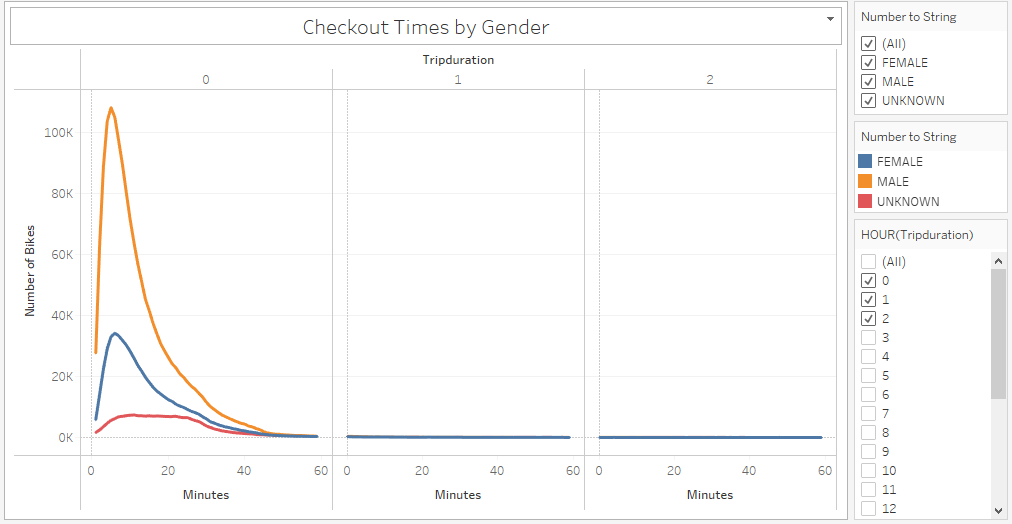 Checkout Times by Gender
Tripduration
0 1 2
100K
80K
60K
40K
20K
0K
Number of Bikes
0 20 40 60 0 20 40 60 0 20 40 60
Minutes Minutes Minutes
Number to String
(All)
FEMALE
MALE
UNKNOWN
Number to String
FEMALE
MALE
UNKNOWN
HOUR(Tripduration)
(All)
0
1
2
3
4
5
6
7
8
9
10
11
12